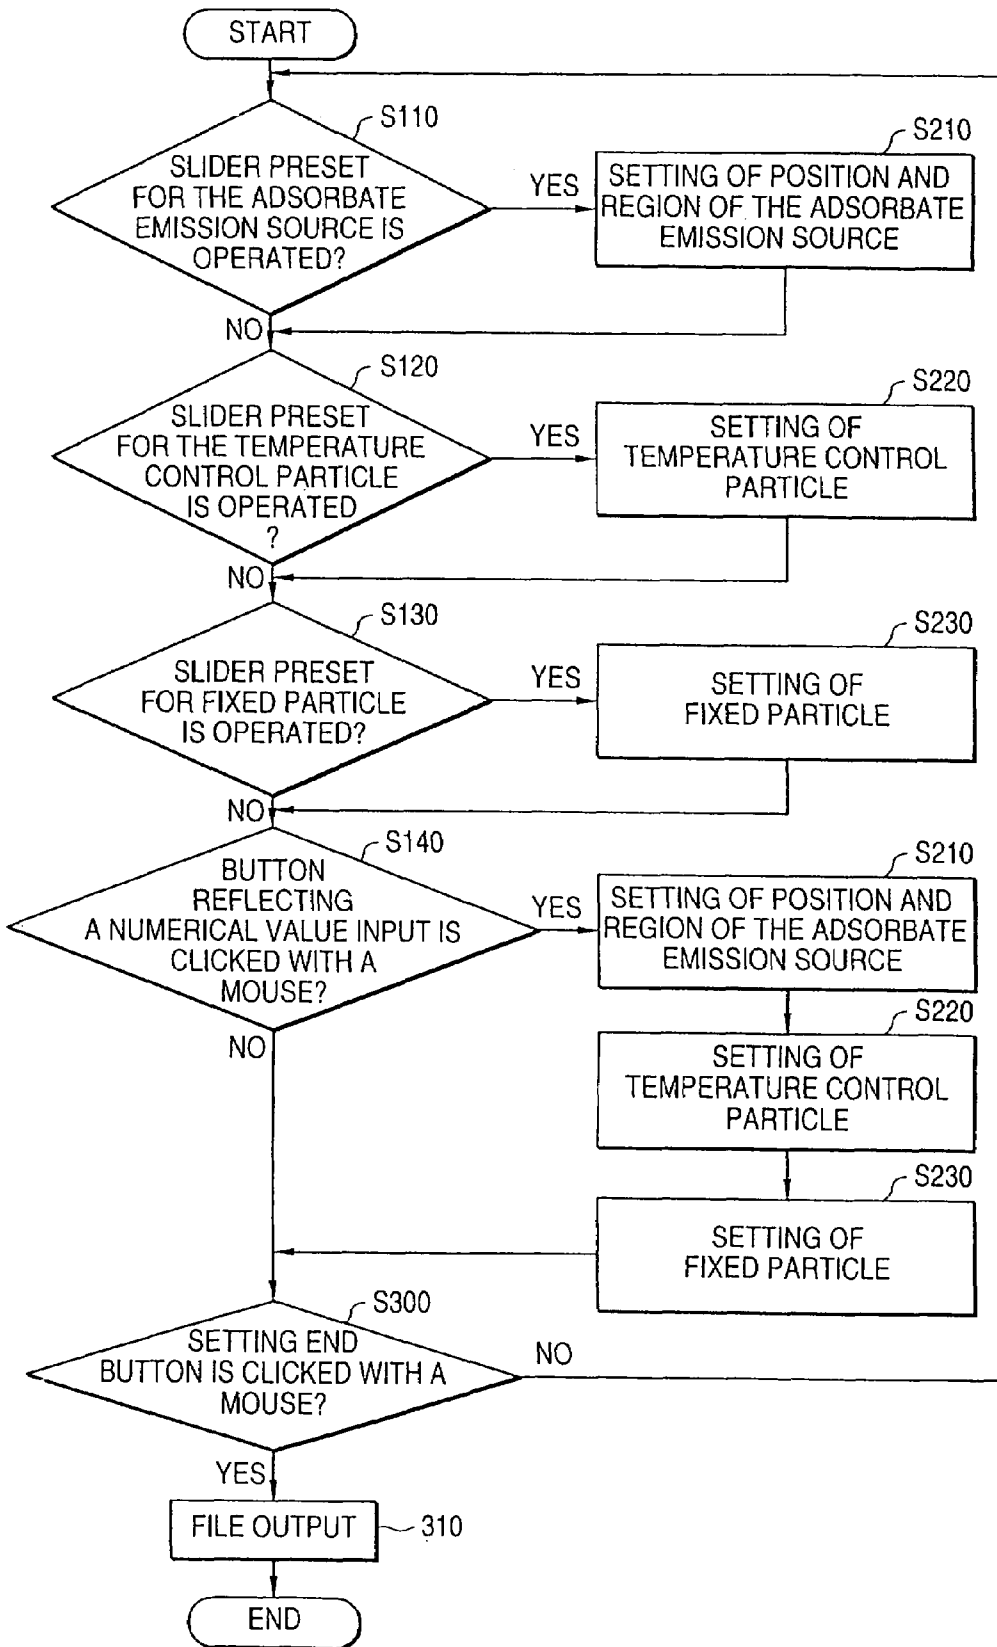 START
S110
SLIDER PRESET
FOR THE ADSORBATE
EMISSION SOURCE IS
OPERATED?
YES
S210
SETTING OF POSITION AND
REGION OF THE ADSORBATE
EMISSION SOURCE
NO
S120
SLIDER PRESET
FOR THE TEMPERATURE
CONTROL PARTICLE
IS OPERATED
?
YES
S220
SETTING OF
TEMPERATURE CONTROL
PARTICLE
NO
S130
SLIDER PRESET
FOR FIXED PARTICLE
IS OPERATED?
YES
S230
SETTING OF
FIXED PARTICLE
NO
S140
BUTTON
REFLECTING
A NUMERICAL VALUE INPUT IS
CLICKED WITH A
MOUSE?
YES
S210
SETTING OF POSITION AND
REGION OF THE ADSORBATE
EMISSION SOURCE
NO
S220
SETTING OF
TEMPERATURE CONTROL
PARTICLE
S230
SETTING OF
FIXED PARTICLE
S300
SETTING END
BUTTON IS CLICKED WITH A
MOUSE?
NO
YES
FILE OUTPUT
310
END